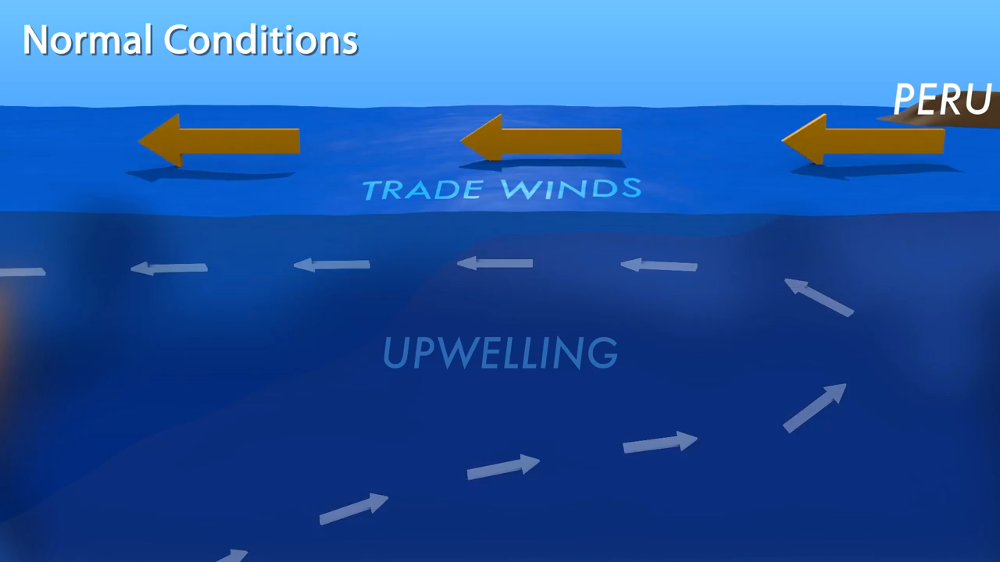 Normal Conditions
PERU
TRADE WINDS
UPWELLING